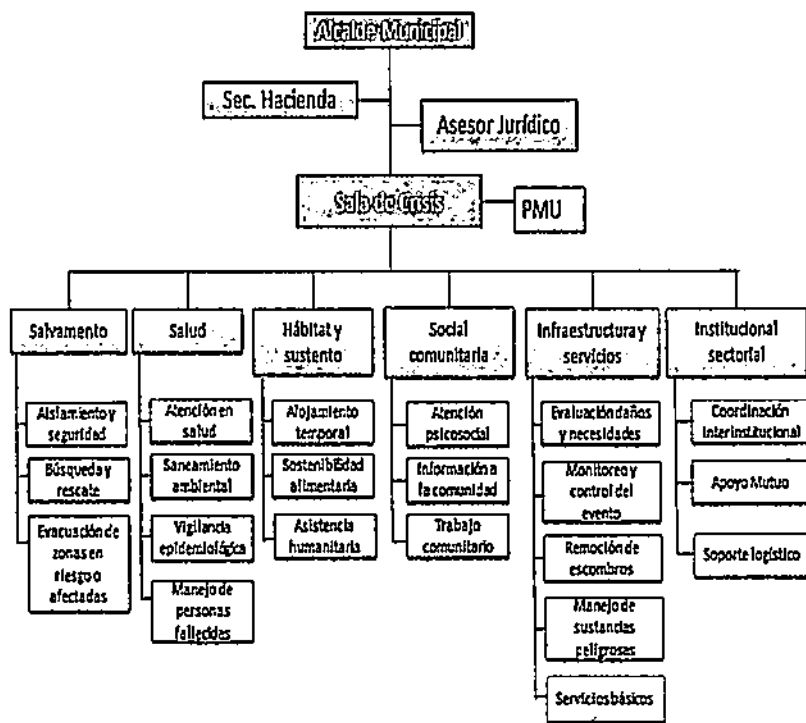 Alcalde Municipal
Sec. Hacienda
Asesor Jurídico
Sala de Crisis
PMU
Salvamento
Salud
Hábitat y
sustento
Social
comunitaria
Infraestructura y
servicios
Institucional
sectorial
Aislamiento y
seguridad
Búsqueda y
rescate
Evacuación de
zonas en
riesgo o
afectadas
Atención en
salud
Saneamiento
ambiental
Vigilancia
epidemiológica
Manejo de
personas
fallecidas
Alojamiento
temporal
Sostenibilidad
alimentaria
Asistencia
humanitaria
Atención
psicosocial
Información a
la comunidad
Trabajo
comunitario
Evaluación daños
y necesidades
Monitoreo y
control del
evento
Remoción de
escombros
Manejo de
sustancias
peligrosas
Servicios básicos
Coordinación
interinstitucional
Apoyo Mutuo
Soporte logístico